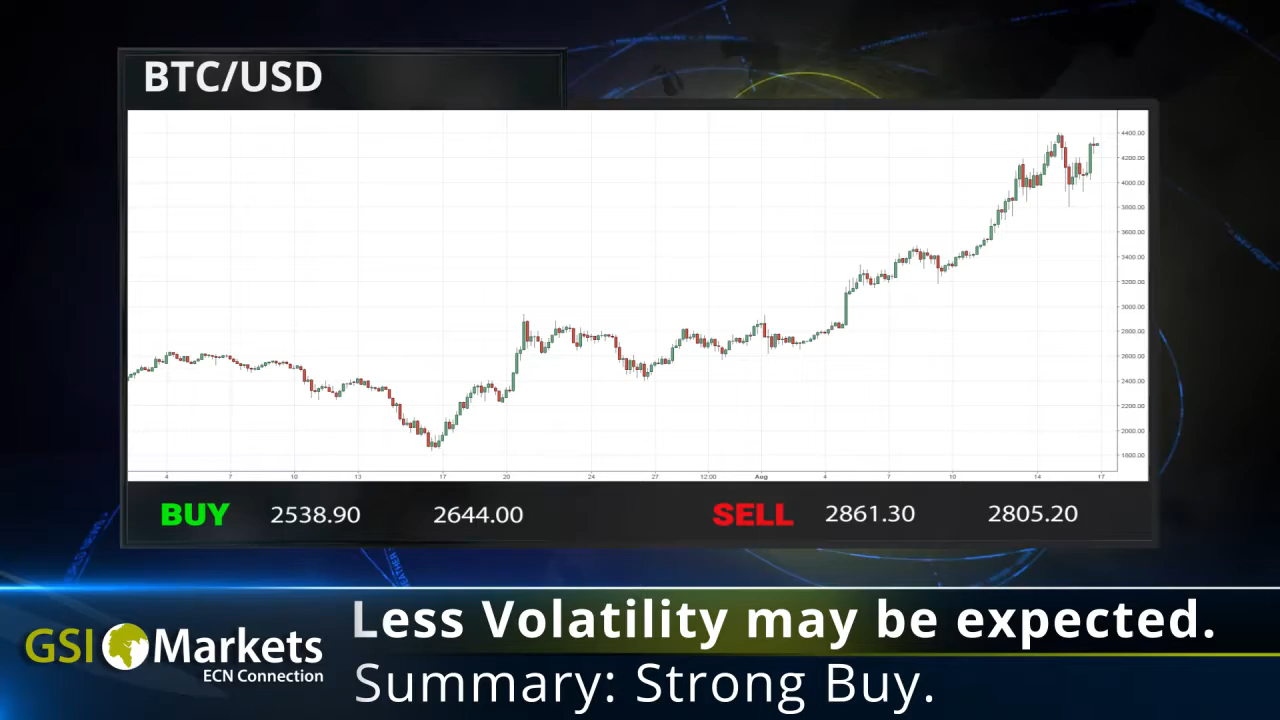 BTC/USD
4400.00
4200.00
4000.00
3800.00
3600.00
3400.00
3200.00
3000.00
2800.00
2600.00
2400.00
2200.00
2000.00
1800.00
4 7 10 13 17 20 24 27 12:00 Aug 4 7 10 14 17
BUY 2538.90 2644.00 SELL 2861.30 2805.20
Less Volatility may be expected.
GSI Markets
ECN Connection
Summary: Strong Buy.